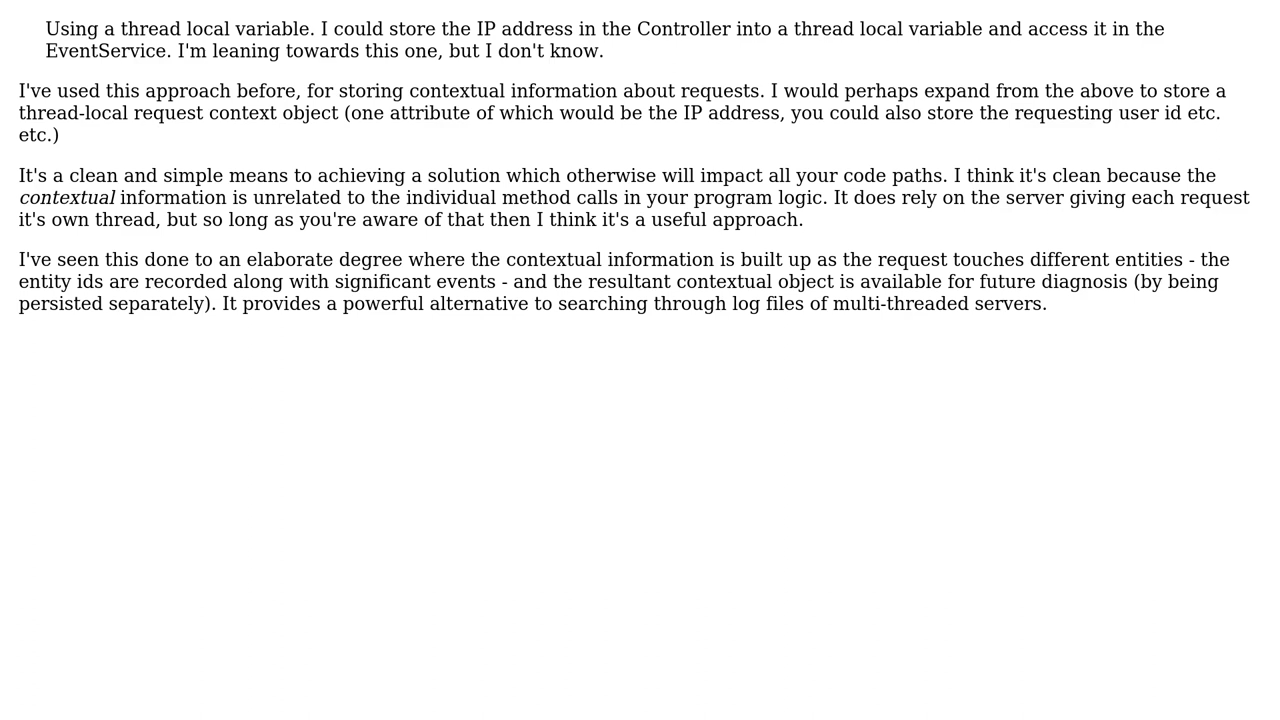 Using a thread local variable. I could store the IP address in the Controller into a thread local variable and access it in the
EventService. I'm leaning towards this one, but I don't know.
I've used this approach before, for storing contextual information about requests. I would perhaps expand from the above to store a
thread-local request context object (one attribute of which would be the IP address, you could also store the requesting user id etc.
etc.)
It's a clean and simple means to achieving a solution which otherwise will impact all your code paths. I think it's clean because the
contextual information is unrelated to the individual method calls in your program logic. It does rely on the server giving each request
it's own thread, but so long as you're aware of that then I think it's a useful approach.
I've seen this done to an elaborate degree where the contextual information is built up as the request touches different entities - the
entity ids are recorded along with significant events - and the resultant contextual object is available for future diagnosis (by being
persisted separately). It provides a powerful alternative to searching through log files of multi-threaded servers.